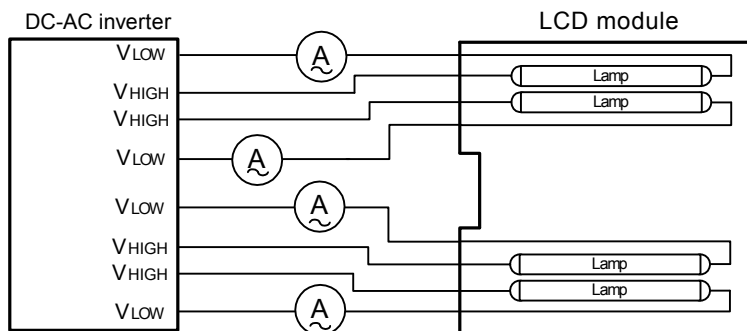 DC-AC inverter
LCD module
VLOW
A
VHIGH
Lamp
VHIGH
Lamp
VLOW
A
VLOW
A
VHIGH
Lamp
VHIGH
Lamp
VLOW
A